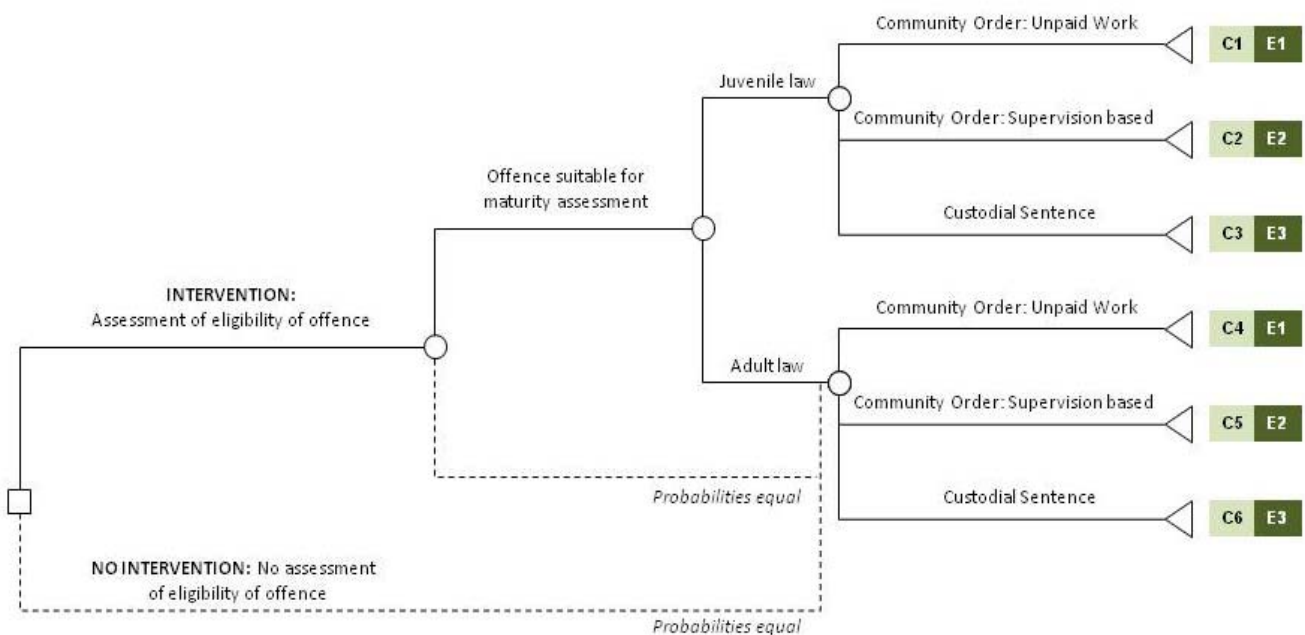 Community Order: Unpaid Work
C1 E1
Juvenile law
Community Order: Supervision based
C2 E2
Offence suitable for
maturity assessment
Custodial Sentence
C3 E3
INTERVENTION:
Assessment of eligibility of offence
Community Order: Unpaid Work
C4 E1
Adult law
Community Order: Supervision based
C5 E2
Probabilities equal
Custodial Sentence
C6 E3
NO INTERVENTION: No assessment
of eligibility of offence
Probabilities equal